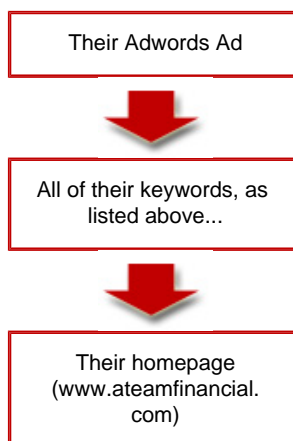 Their Adwords Ad
All of their keywords, as
listed above...
Their homepage
(www.ateamfinancial.
com)